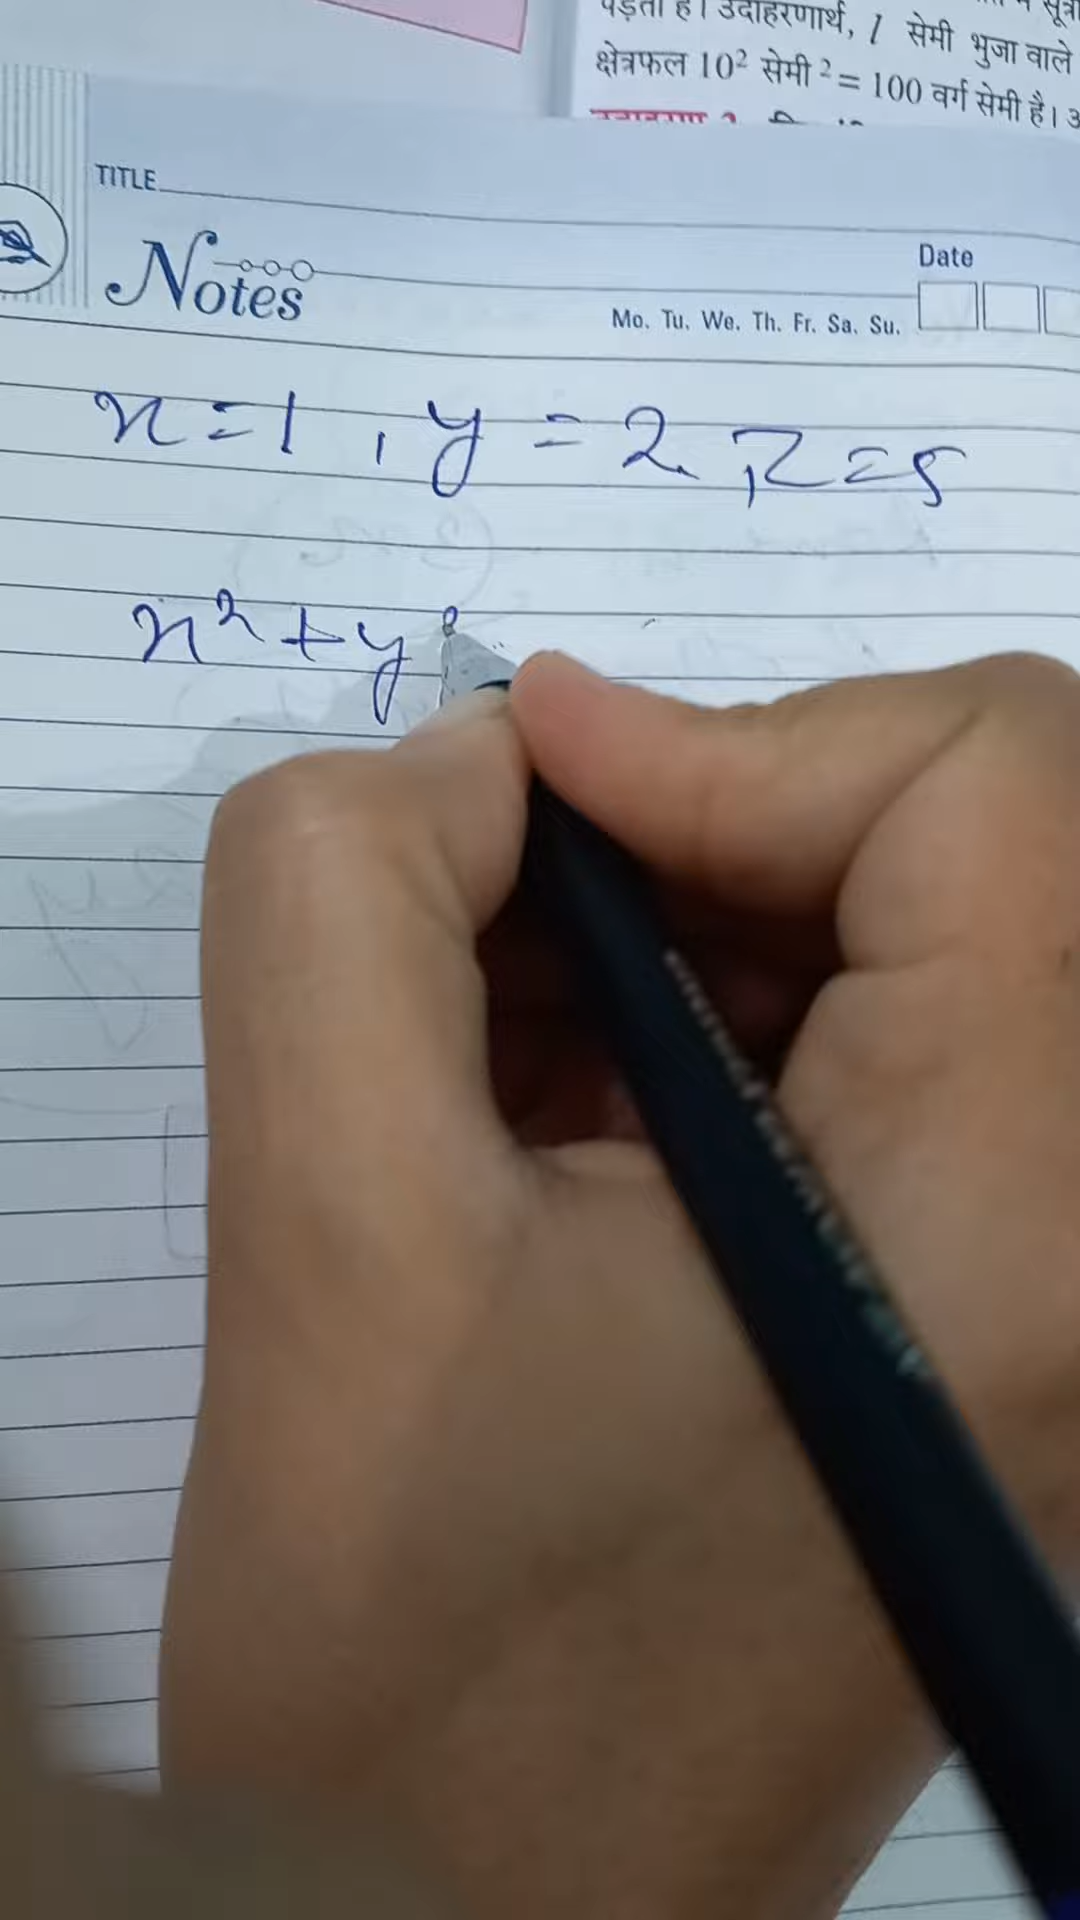 पड़ता है। उदाहरणार्थ, l सेमी भुजा वाले
क्षेत्रफल 10² सेमी ² = 100 वर्ग सेमी है।
TITLE
Notes
Date
Mo. Tu. We. Th. Fr. Sa. Su.
x = 1 , y = 2 , z = 5
x² + y